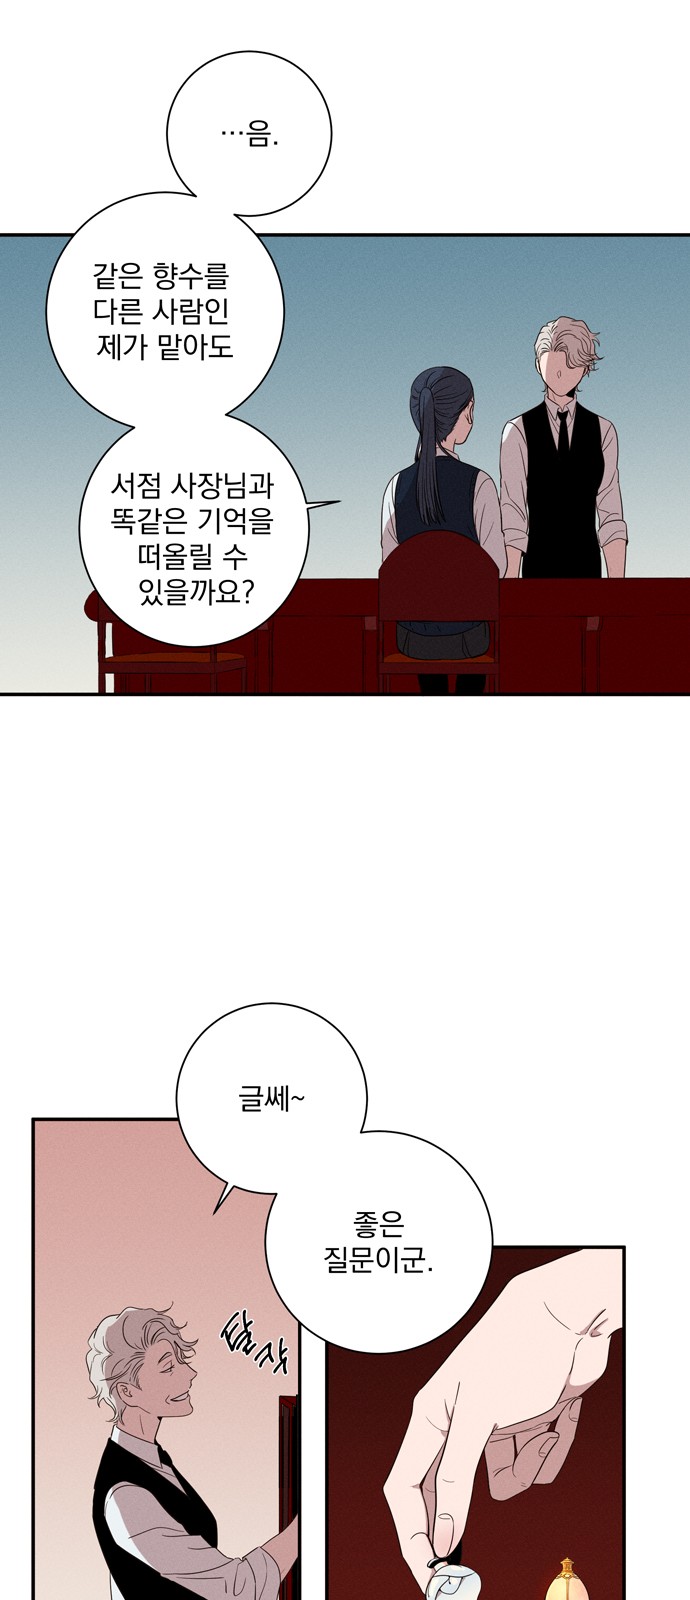 …음.
같은 향수를
다른 사람인
제가 맡아도
서점 사장님과
똑같은 기억을
떠올릴 수
있을까요?
글쎄~
좋은
질문이군.
탈칵